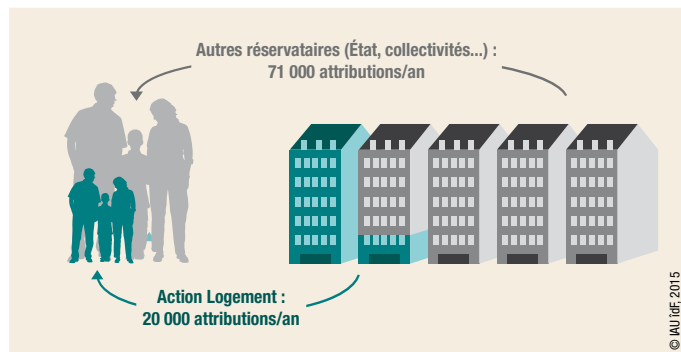 Autres réservataires (État, collectivités...) :
71 000 attributions/an
Action Logement :
20 000 attributions/an
© IAU îdF, 2015